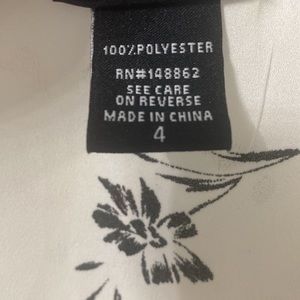 100% POLYESTER
RN#148862
SEE CARE
ON REVERSE
MADE IN CHINA
4